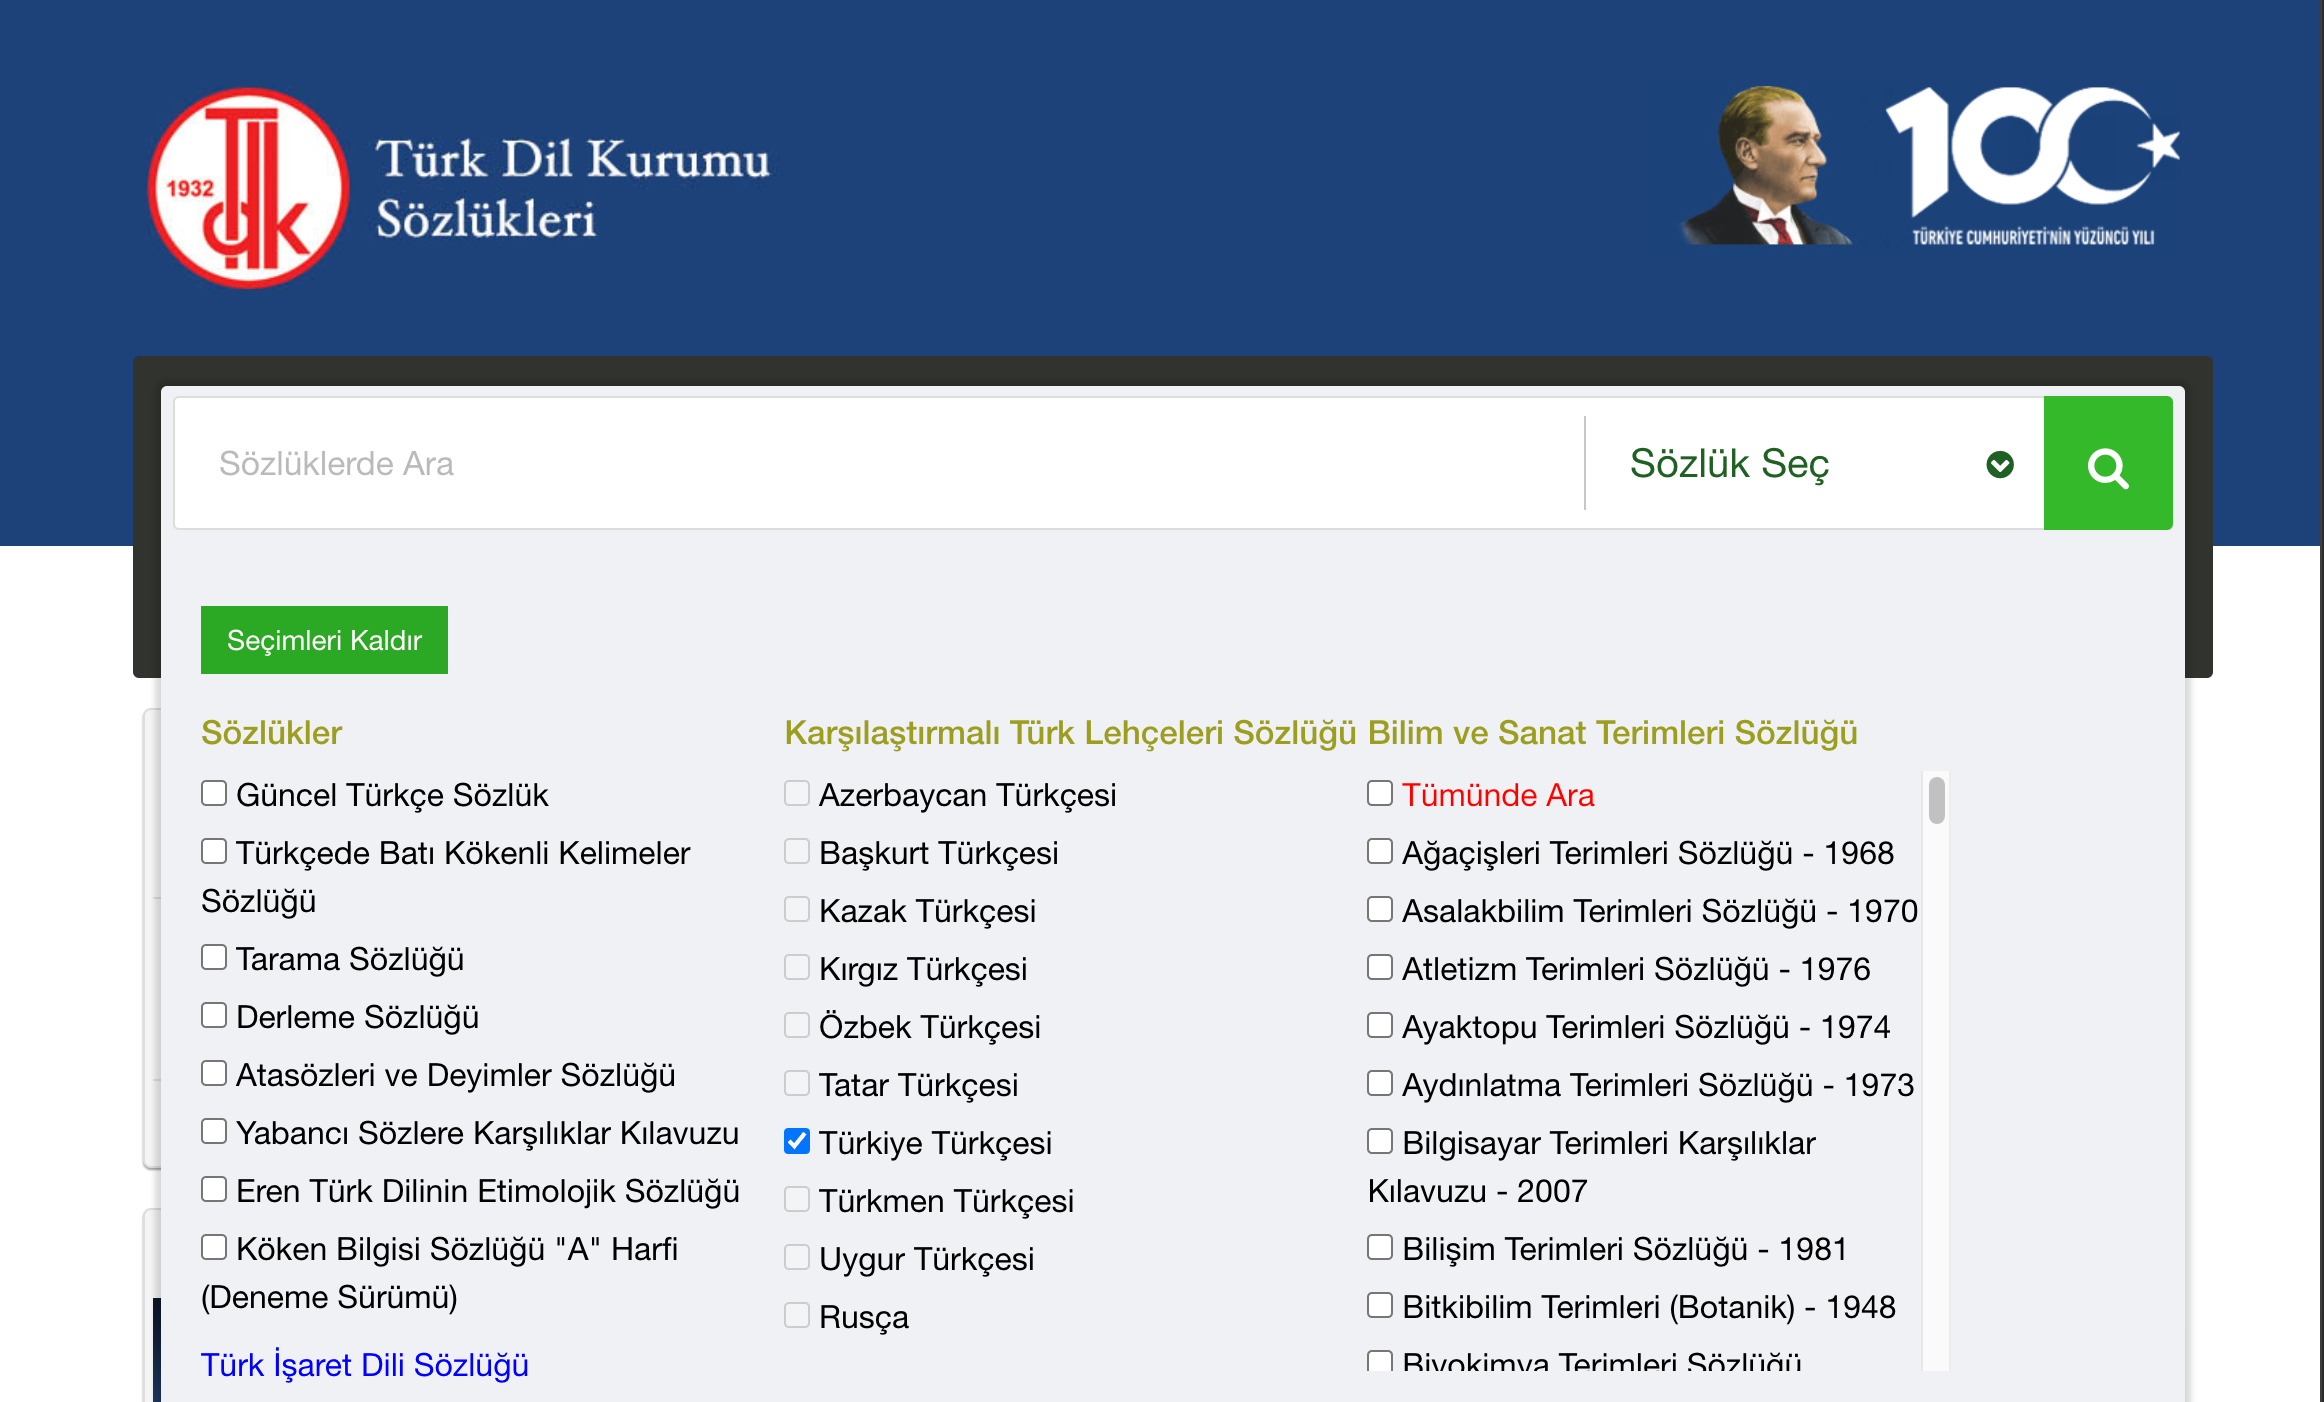 1932
TDK
Türk Dil Kurumu
Sözlükleri
100
TÜRKİYE CUMHURİYETİ'NİN YÜZÜNCÜ YILI
Sözlüklerde Ara
Sözlük Seç
Seçimleri Kaldır
Sözlükler
Güncel Türkçe Sözlük
Türkçede Batı Kökenli Kelimeler
Sözlüğü
Tarama Sözlüğü
Derleme Sözlüğü
Atasözleri ve Deyimler Sözlüğü
Yabancı Sözlere Karşılıklar Kılavuzu
Eren Türk Dilinin Etimolojik Sözlüğü
Köken Bilgisi Sözlüğü "A" Harfi
(Deneme Sürümü)
Türk İşaret Dili Sözlüğü
Karşılaştırmalı Türk Lehçeleri Sözlüğü
Azerbaycan Türkçesi
Başkurt Türkçesi
Kazak Türkçesi
Kırgız Türkçesi
Özbek Türkçesi
Tatar Türkçesi
Türkiye Türkçesi
Türkmen Türkçesi
Uygur Türkçesi
Rusça
Bilim ve Sanat Terimleri Sözlüğü
Tümünde Ara
Ağaçişleri Terimleri Sözlüğü - 1968
Asalakbilim Terimleri Sözlüğü - 1970
Atletizm Terimleri Sözlüğü - 1976
Ayaktopu Terimleri Sözlüğü - 1974
Aydınlatma Terimleri Sözlüğü - 1973
Bilgisayar Terimleri Karşılıklar
Kılavuzu - 2007
Bilişim Terimleri Sözlüğü - 1981
Bitkibilim Terimleri (Botanik) - 1948
Biyokimya Terimleri Sözlüğü